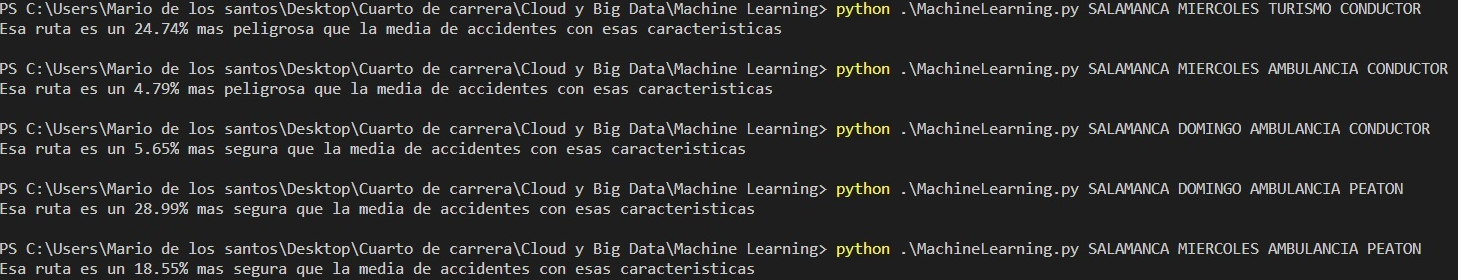 PS C:\Users\Mario de los santos\Desktop\Cuarto de carrera\Cloud y Big Data\Machine Learning> python .\MachineLearning.py SALAMANCA MIERCOLES TURISMO CONDUCTOR
Esa ruta es un 24.74% mas peligrosa que la media de accidentes con esas caracteristicas
PS C:\Users\Mario de los santos\Desktop\Cuarto de carrera\Cloud y Big Data\Machine Learning> python .\MachineLearning.py SALAMANCA MIERCOLES AMBULANCIA CONDUCTOR
Esa ruta es un 4.79% mas peligrosa que la media de accidentes con esas caracteristicas
PS C:\Users\Mario de los santos\Desktop\Cuarto de carrera\Cloud y Big Data\Machine Learning> python .\MachineLearning.py SALAMANCA DOMINGO AMBULANCIA CONDUCTOR
Esa ruta es un 5.65% mas segura que la media de accidentes con esas caracteristicas
PS C:\Users\Mario de los santos\Desktop\Cuarto de carrera\Cloud y Big Data\Machine Learning> python .\MachineLearning.py SALAMANCA DOMINGO AMBULANCIA PEATON
Esa ruta es un 28.99% mas segura que la media de accidentes con esas caracteristicas
PS C:\Users\Mario de los santos\Desktop\Cuarto de carrera\Cloud y Big Data\Machine Learning> python .\MachineLearning.py SALAMANCA MIERCOLES AMBULANCIA PEATON
Esa ruta es un 18.55% mas segura que la media de accidentes con esas caracteristicas